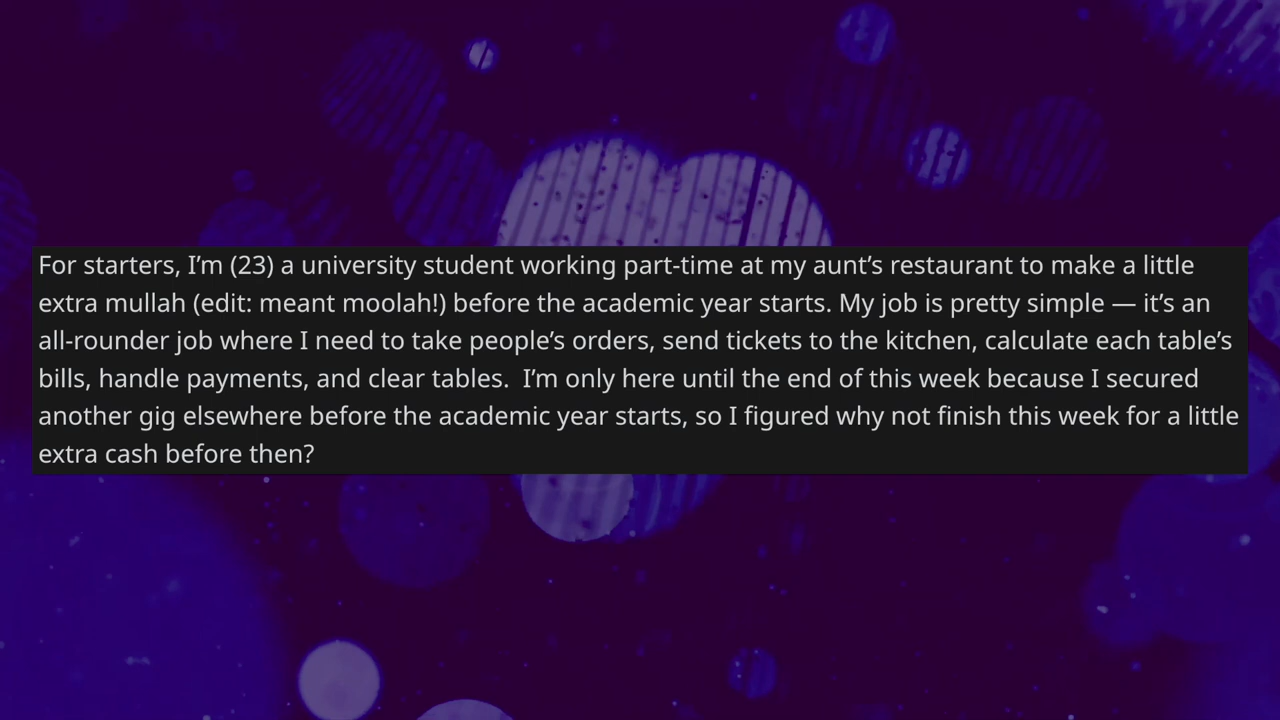 For starters, I’m (23) a university student working part-time at my aunt’s restaurant to make a little
extra mullah (edit: meant moolah!) before the academic year starts. My job is pretty simple — it’s an
all-rounder job where I need to take people’s orders, send tickets to the kitchen, calculate each table’s
bills, handle payments, and clear tables.  I’m only here until the end of this week because I secured
another gig elsewhere before the academic year starts, so I figured why not finish this week for a little
extra cash before then?